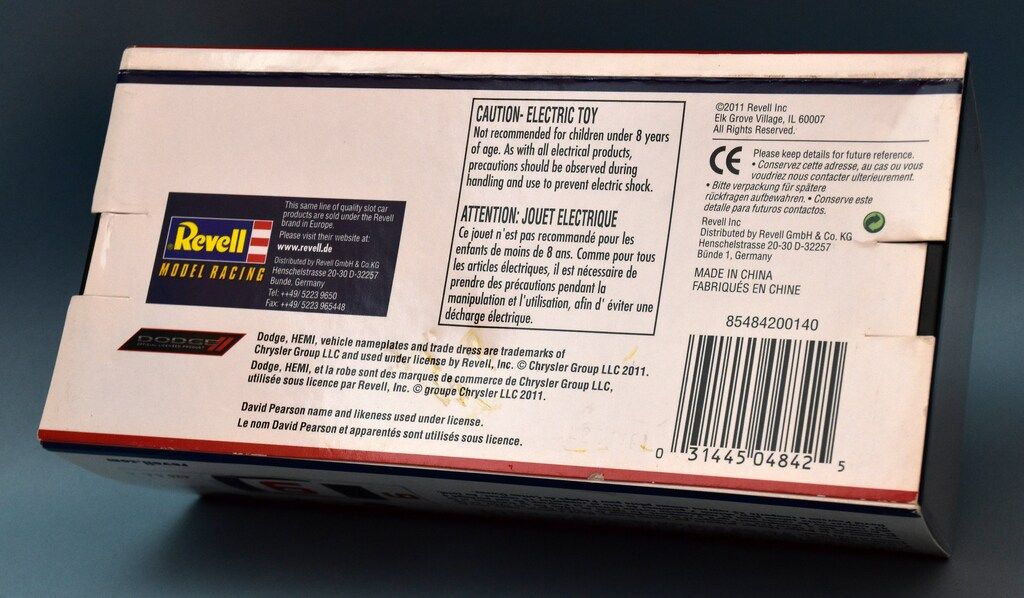 Revell
MODEL RACING
This same line of quality slot car
products are sold under the Revell
brand in Europe.
Please visit their website at:
www.revell.de
Distributed by Revell GmbH & Co.KG
Henschelstrasse 20-30 D-32257
Bunde, Germany
Tel: ++49/ 5223 9650
Fax: ++49/ 5223 965448
CAUTION- ELECTRIC TOY
Not recommended for children under 8 years
of age. As with all electrical products,
precautions should be observed during
handling and use to prevent electric shock.
ATTENTION: JOUET ELECTRIQUE
Ce jouet n'est pas recommandé pour les
enfants de moins de 8 ans. Comme pour tous
les articles électriques, il est nécessaire de
prendre des précautions pendant la
manipulation et l'utilisation, afin d' éviter une
décharge électrique.
©2011 Revell Inc
Elk Grove Village, IL 60007
All Rights Reserved.
CE
Please keep details for future reference.
• Conservez cette adresse, au cas ou vous
voudriez nous contacter ulterieurement.
• Bitte verpackung für spätere
rückfragen aufbewahren. • Conserve este
detalle para futuros contactos.
Revell Inc
Distributed by Revell GmbH & Co. KG
Henschelstrasse 20-30 D-32257
Bünde 1, Germany
MADE IN CHINA
FABRIQUÉS EN CHINE
85484200140
0 31445 04842 5
DODGE
OFFICIAL LICENSED PRODUCT
Dodge, HEMI, vehicle nameplates and trade dress are trademarks of
Chrysler Group LLC and used under license by Revell, Inc. © Chrysler Group LLC 2011.
Dodge, HEMI, et la robe sont des marques de commerce de Chrysler Group LLC,
utilisée sous licence par Revell, Inc. © groupe Chrysler LLC 2011.
David Pearson name and likeness used under license.
Le nom David Pearson et apparentés sont utilisés sous licence.